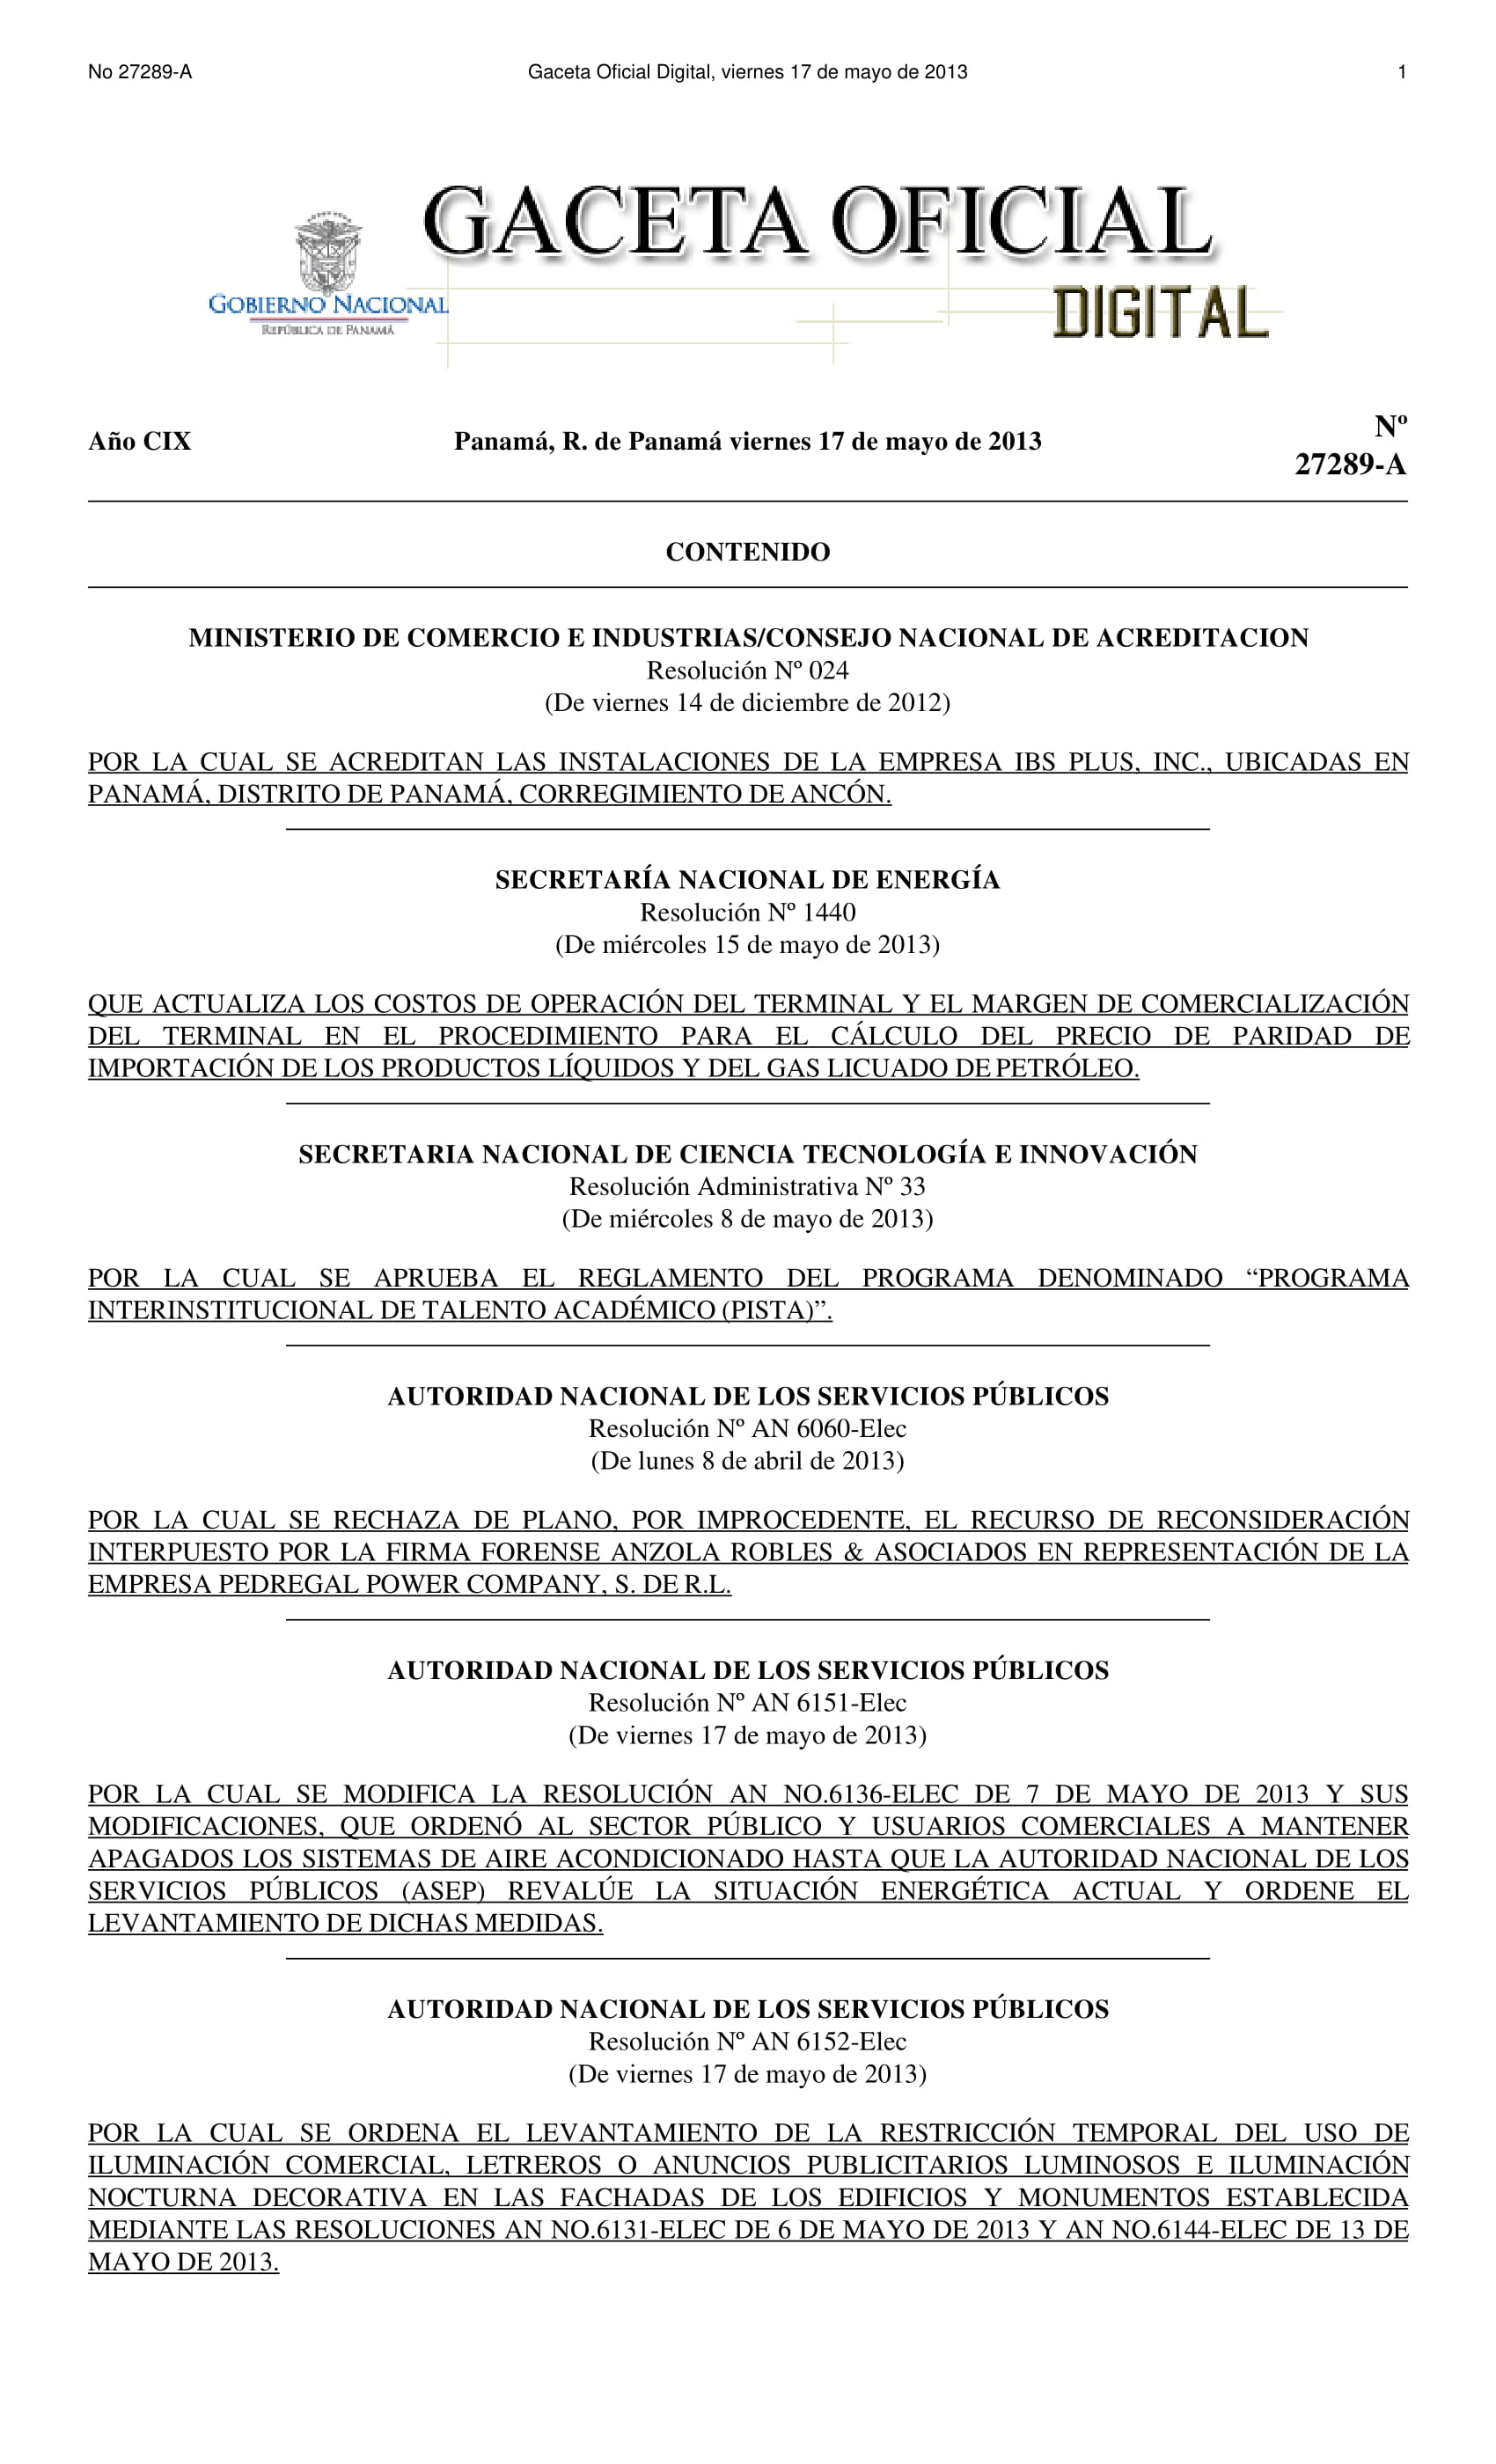 No 27289-A Gaceta Oficial Digital, viernes 17 de mayo de 2013 1
GACETA OFICIAL
DIGITAL
GOBIERNO NACIONAL
REPÚBLICA DE PANAMÁ
Año CIX Panamá, R. de Panamá viernes 17 de mayo de 2013 Nº
27289-A
CONTENIDO
MINISTERIO DE COMERCIO E INDUSTRIAS/CONSEJO NACIONAL DE ACREDITACION
Resolución Nº 024
(De viernes 14 de diciembre de 2012)
POR LA CUAL SE ACREDITAN LAS INSTALACIONES DE LA EMPRESA IBS PLUS, INC., UBICADAS EN
PANAMÁ, DISTRITO DE PANAMÁ, CORREGIMIENTO DE ANCÓN.
SECRETARÍA NACIONAL DE ENERGÍA
Resolución Nº 1440
(De miércoles 15 de mayo de 2013)
QUE ACTUALIZA LOS COSTOS DE OPERACIÓN DEL TERMINAL Y EL MARGEN DE COMERCIALIZACIÓN
DEL TERMINAL EN EL PROCEDIMIENTO PARA EL CÁLCULO DEL PRECIO DE PARIDAD DE
IMPORTACIÓN DE LOS PRODUCTOS LÍQUIDOS Y DEL GAS LICUADO DE PETRÓLEO.
SECRETARIA NACIONAL DE CIENCIA TECNOLOGÍA E INNOVACIÓN
Resolución Administrativa Nº 33
(De miércoles 8 de mayo de 2013)
POR LA CUAL SE APRUEBA EL REGLAMENTO DEL PROGRAMA DENOMINADO “PROGRAMA
INTERINSTITUCIONAL DE TALENTO ACADÉMICO (PISTA)”.
AUTORIDAD NACIONAL DE LOS SERVICIOS PÚBLICOS
Resolución Nº AN 6060-Elec
(De lunes 8 de abril de 2013)
POR LA CUAL SE RECHAZA DE PLANO, POR IMPROCEDENTE, EL RECURSO DE RECONSIDERACIÓN
INTERPUESTO POR LA FIRMA FORENSE ANZOLA ROBLES & ASOCIADOS EN REPRESENTACIÓN DE LA
EMPRESA PEDREGAL POWER COMPANY, S. DE R.L.
AUTORIDAD NACIONAL DE LOS SERVICIOS PÚBLICOS
Resolución Nº AN 6151-Elec
(De viernes 17 de mayo de 2013)
POR LA CUAL SE MODIFICA LA RESOLUCIÓN AN NO.6136-ELEC DE 7 DE MAYO DE 2013 Y SUS
MODIFICACIONES, QUE ORDENÓ AL SECTOR PÚBLICO Y USUARIOS COMERCIALES A MANTENER
APAGADOS LOS SISTEMAS DE AIRE ACONDICIONADO HASTA QUE LA AUTORIDAD NACIONAL DE LOS
SERVICIOS PÚBLICOS (ASEP) REVALÚE LA SITUACIÓN ENERGÉTICA ACTUAL Y ORDENE EL
LEVANTAMIENTO DE DICHAS MEDIDAS.
AUTORIDAD NACIONAL DE LOS SERVICIOS PÚBLICOS
Resolución Nº AN 6152-Elec
(De viernes 17 de mayo de 2013)
POR LA CUAL SE ORDENA EL LEVANTAMIENTO DE LA RESTRICCIÓN TEMPORAL DEL USO DE
ILUMINACIÓN COMERCIAL, LETREROS O ANUNCIOS PUBLICITARIOS LUMINOSOS E ILUMINACIÓN
NOCTURNA DECORATIVA EN LAS FACHADAS DE LOS EDIFICIOS Y MONUMENTOS ESTABLECIDA
MEDIANTE LAS RESOLUCIONES AN NO.6131-ELEC DE 6 DE MAYO DE 2013 Y AN NO.6144-ELEC DE 13 DE
MAYO DE 2013.